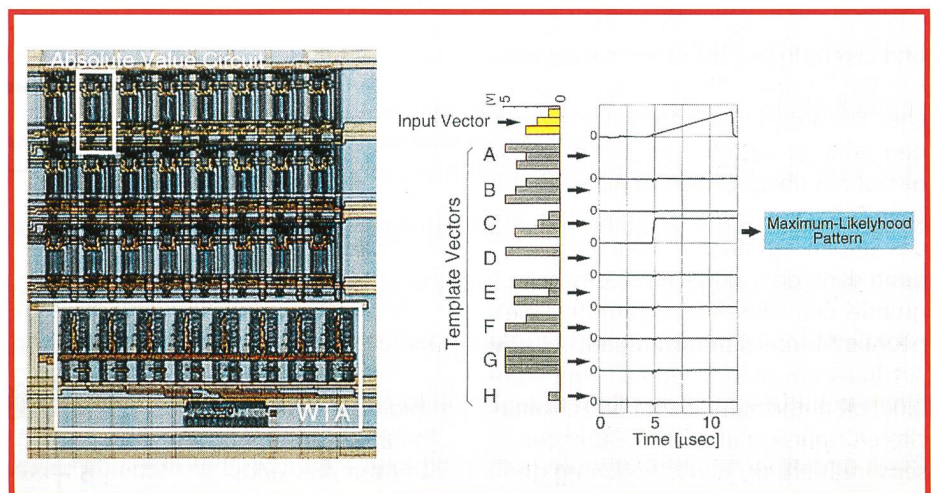 Absolute Value Circuit
WTA
[V]
5 0
Input Vector
Template Vectors
A
B
C
D
E
F
G
H
0
0
0
0
0
0
0
0
0
0 5 10
Time [µsec]
Maximum-Likelyhood
Pattern